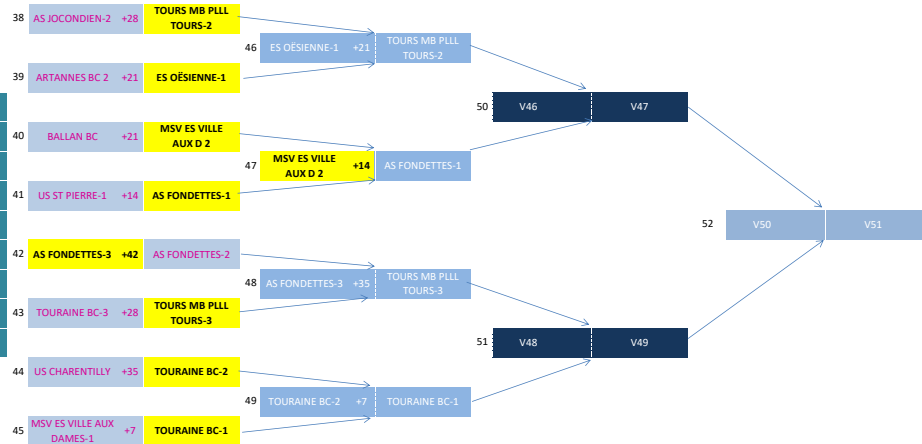 38 AS JOCONDIEN-2 +28 TOURS MB PLLL
TOURS-2
46 ES OËSIENNE-1 +21 TOURS MB PLLL
TOURS-2
39 ARTANNES BC 2 +21 ES OËSIENNE-1
50 V46 V47
40 BALLAN BC +21 MSV ES VILLE
AUX D 2
47 MSV ES VILLE
AUX D 2 +14 AS FONDETTES-1
41 US ST PIERRE-1 +14 AS FONDETTES-1
52 V50 V51
42 AS FONDETTES-3 +42 AS FONDETTES-2
48 AS FONDETTES-3 +35 TOURS MB PLLL
TOURS-3
43 TOURAINE BC-3 +28 TOURS MB PLLL
TOURS-3
51 V48 V49
44 US CHARENTILLY +35 TOURAINE BC-2
49 TOURAINE BC-2 +7 TOURAINE BC-1
45 MSV ES VILLE AUX
DAMES-1 +7 TOURAINE BC-1